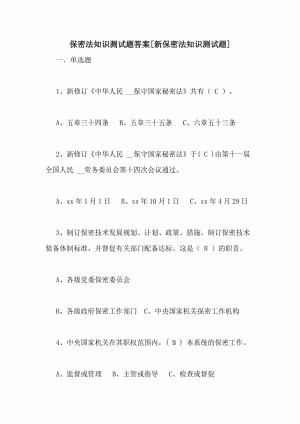 保密法知识测试题答案[新保密法知识测试题]
一、单选题
1、新修订《中华人民 __保守国家秘密法》共有（ C ）。
A、五章三十四条 B、五章三十五条 C、六章五十三条
2、新修订《中华人民 __保守国家秘密法》于( C )由第十一届
全国人民 __常务委员会第十四次会议通过。
A、xx 年 1 月 1 日 B、xx 年 10 月 1 日 C、xx 年 4 月 29 日
3、制订保密技术发展规划、计划、政策、措施，制订保密技术
装备体制标准，并督促有关部门配备达标。这是（ B ）的职责。
A、各级党委保密委员会
B、各级政府保密工作部门 C、中央国家机关保密工作机构
4、中央国家机关在其职权范围内，( B ) 本系统的保密工作。
A、监督或管理 B、主管或指导 C、检查或督促